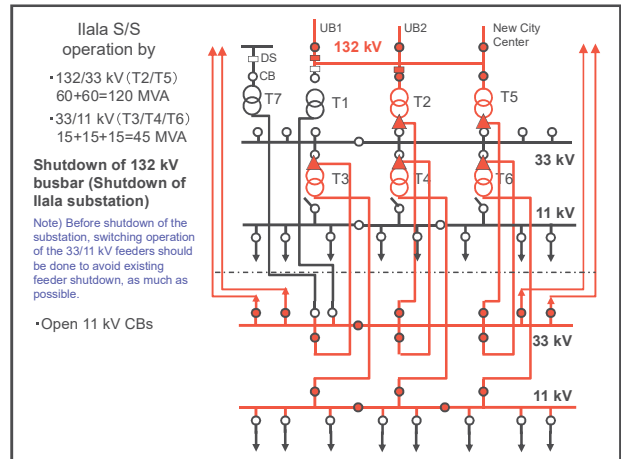 Ilala S/S
operation by
・132/33 kV (T2/T5)
60+60=120 MVA
・33/11 kV(T3/T4/T6)
15+15+15=45 MVA
Shutdown of 132 kV
busbar (Shutdown of
Ilala substation)
Note) Before shutdown of the
substation, switching operation
of the 33/11 kV feeders should
be done to avoid existing
feeder shutdown, as much as
possible.
・Open 11 kV CBs
UB1
UB2
New City
Center
132 kV
DS
CB
T7
T1
T2
T5
33 kV
T3
T4
T6
11 kV
33 kV
11 kV